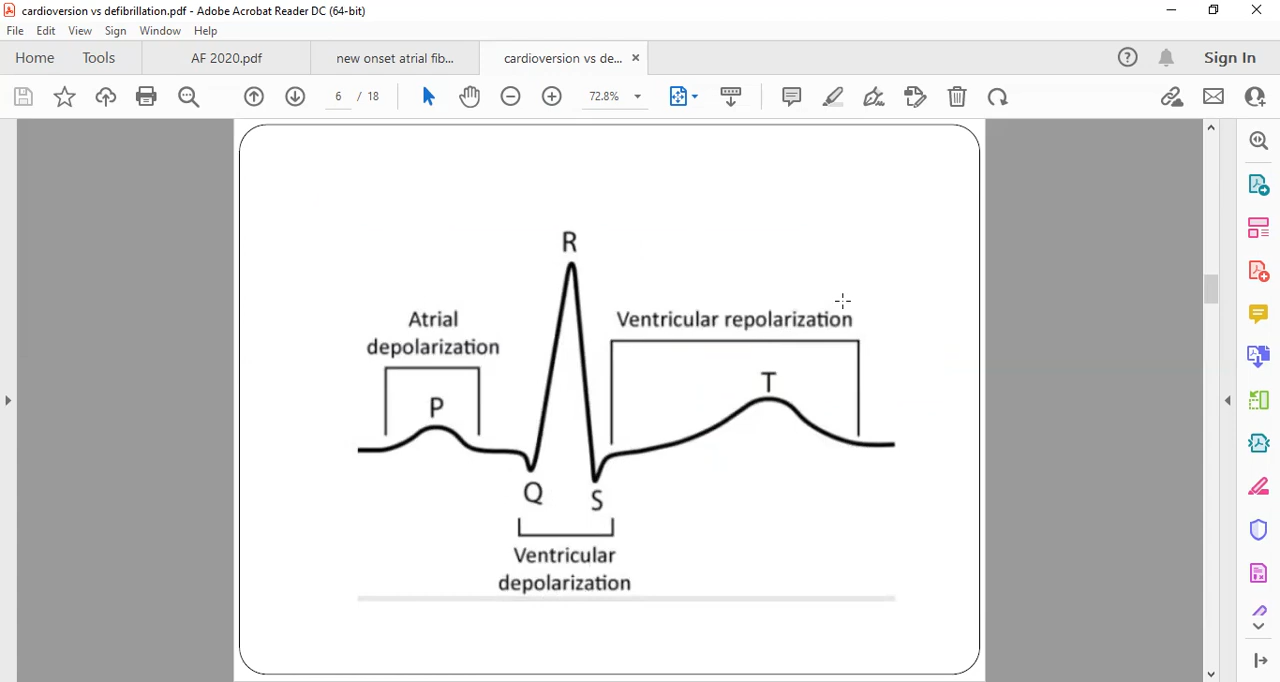 cardioversion vs defibrillation.pdf - Adobe Acrobat Reader DC (64-bit)
File Edit View Sign Window Help
Home Tools AF 2020.pdf new onset atrial fib... cardioversion vs de... × Sign In
6 / 18 72.8%
R
Atrial
depolarization
Ventricular repolarization
P
T
Q
S
Ventricular
depolarization